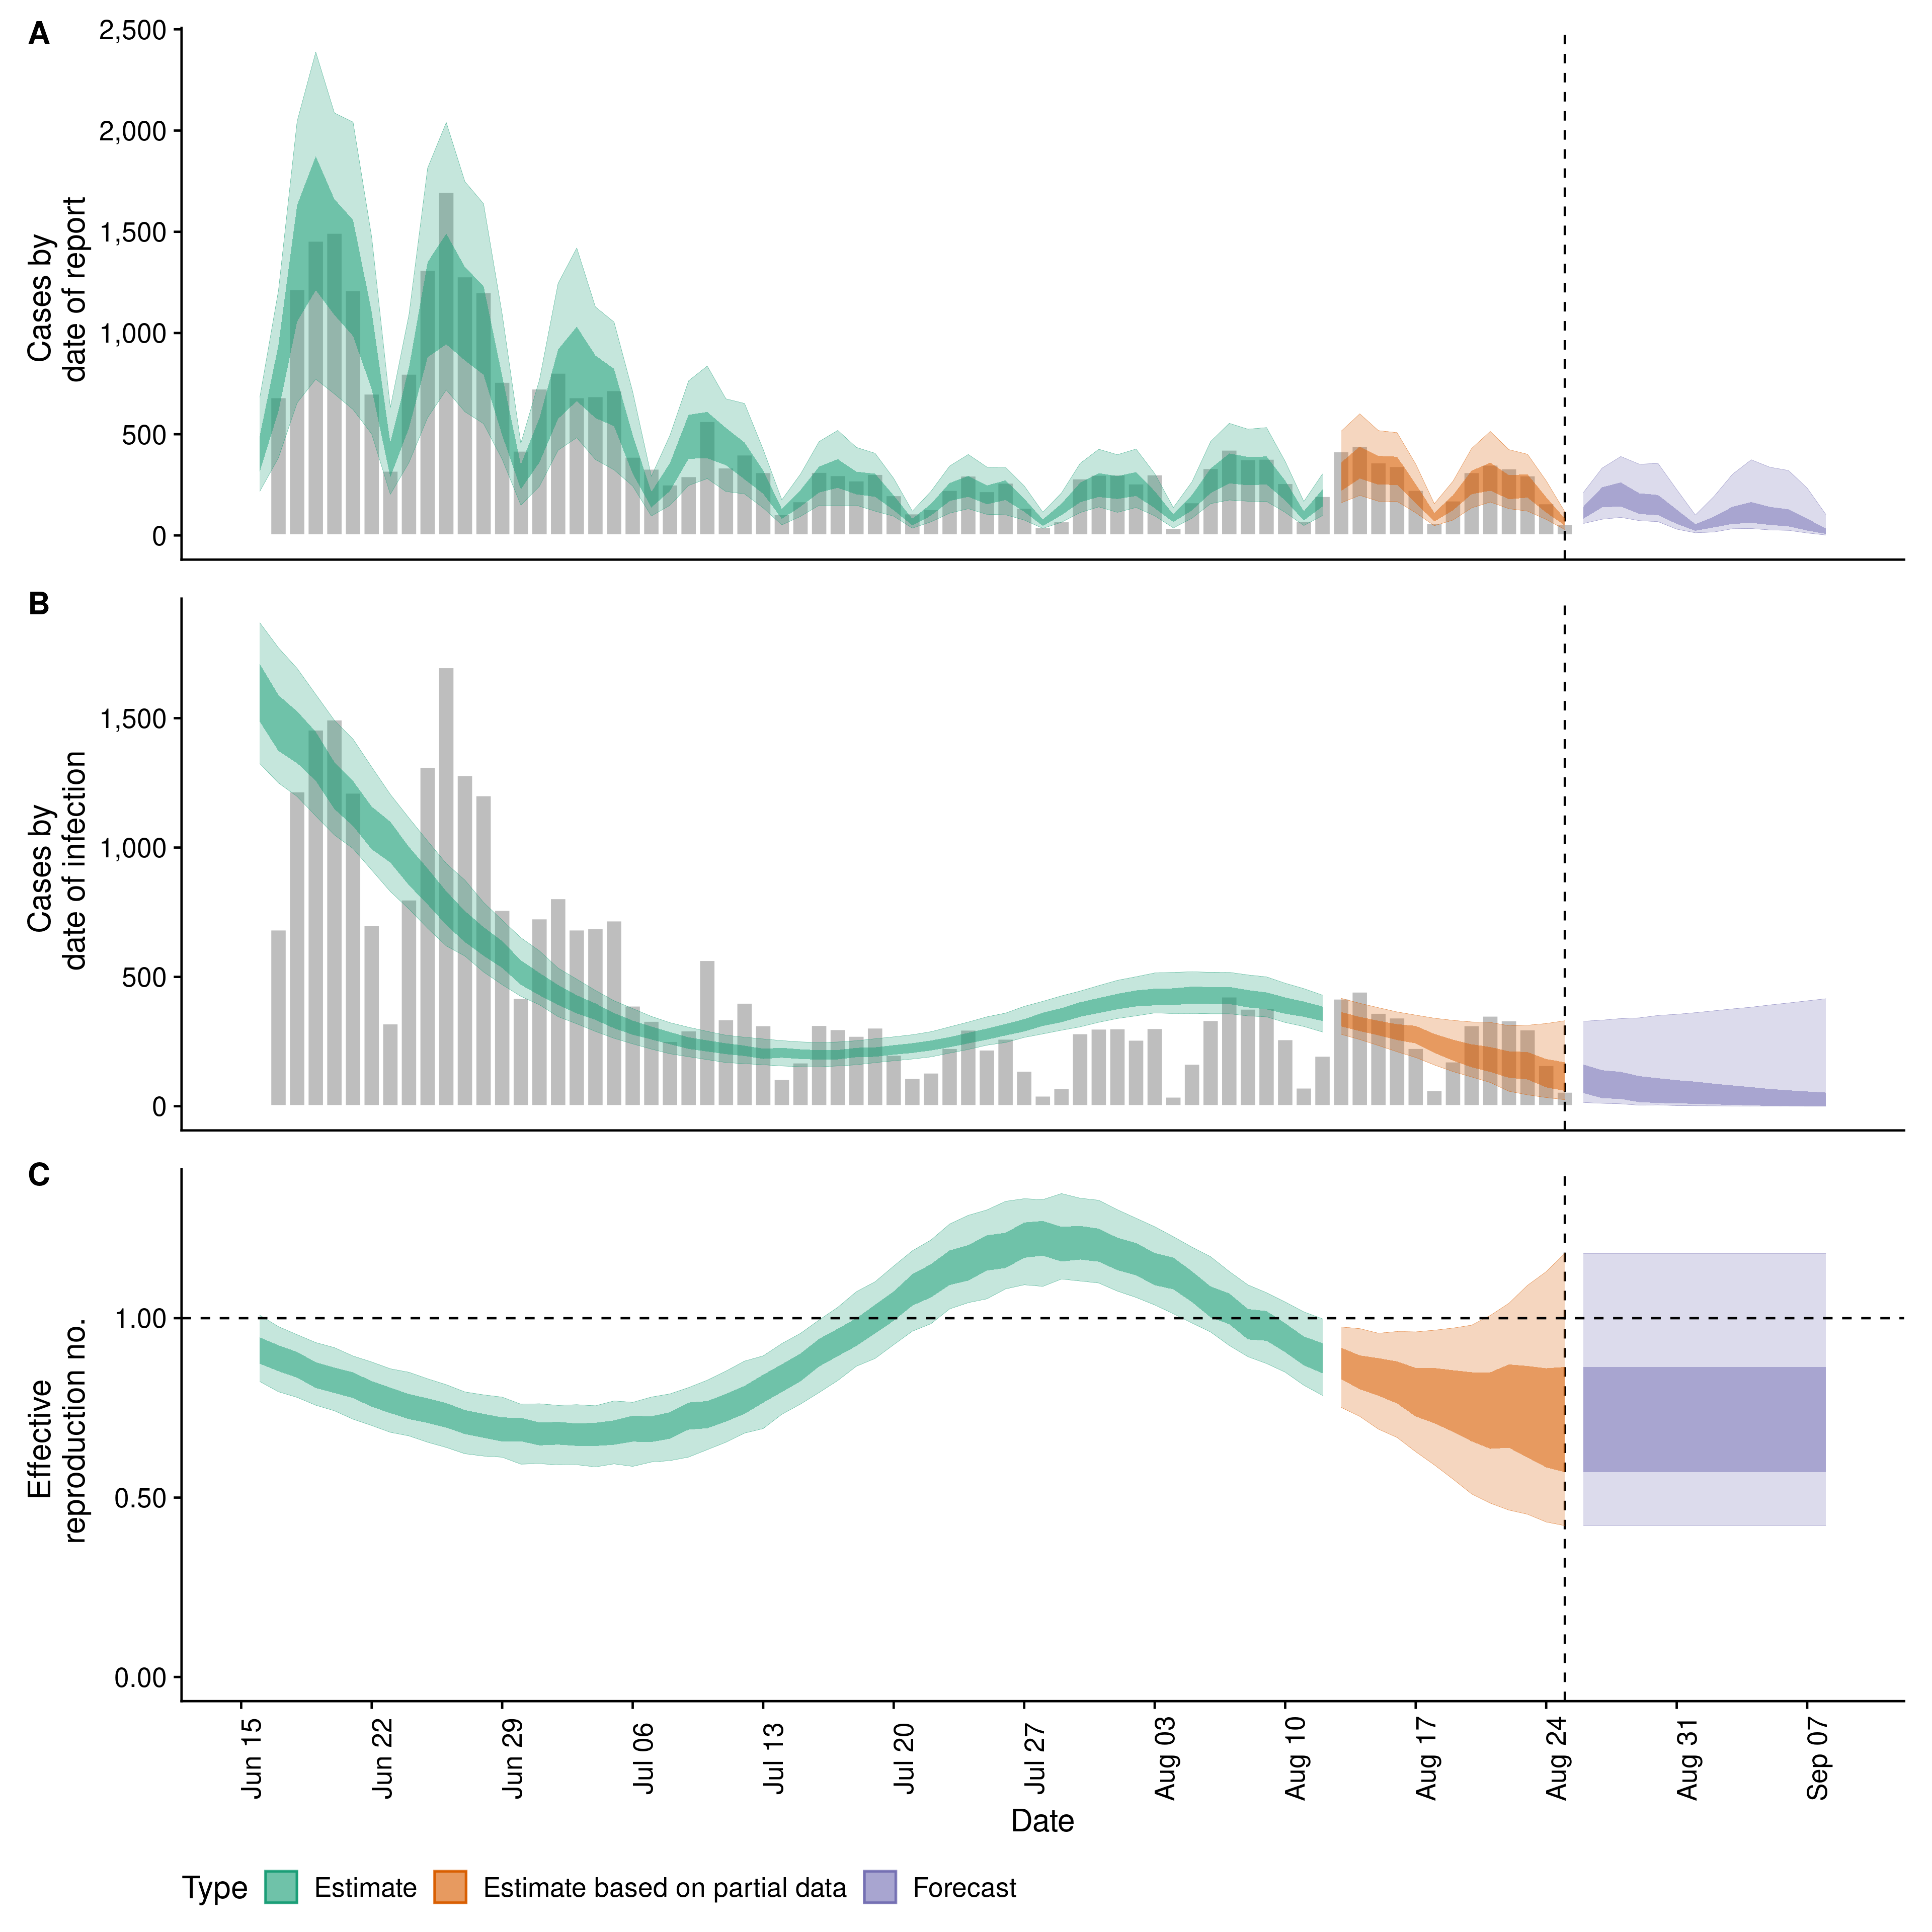 A
Cases by
date of report
2,500
2,000
1,500
1,000
500
0
B
Cases by
date of infection
1,500
1,000
500
0
C
Effective
reproduction no.
1.00
0.50
0.00
Jun 15
Jun 22
Jun 29
Jul 06
Jul 13
Jul 20
Jul 27
Aug 03
Aug 10
Aug 17
Aug 24
Aug 31
Sep 07
Date
Type Estimate Estimate based on partial data Forecast